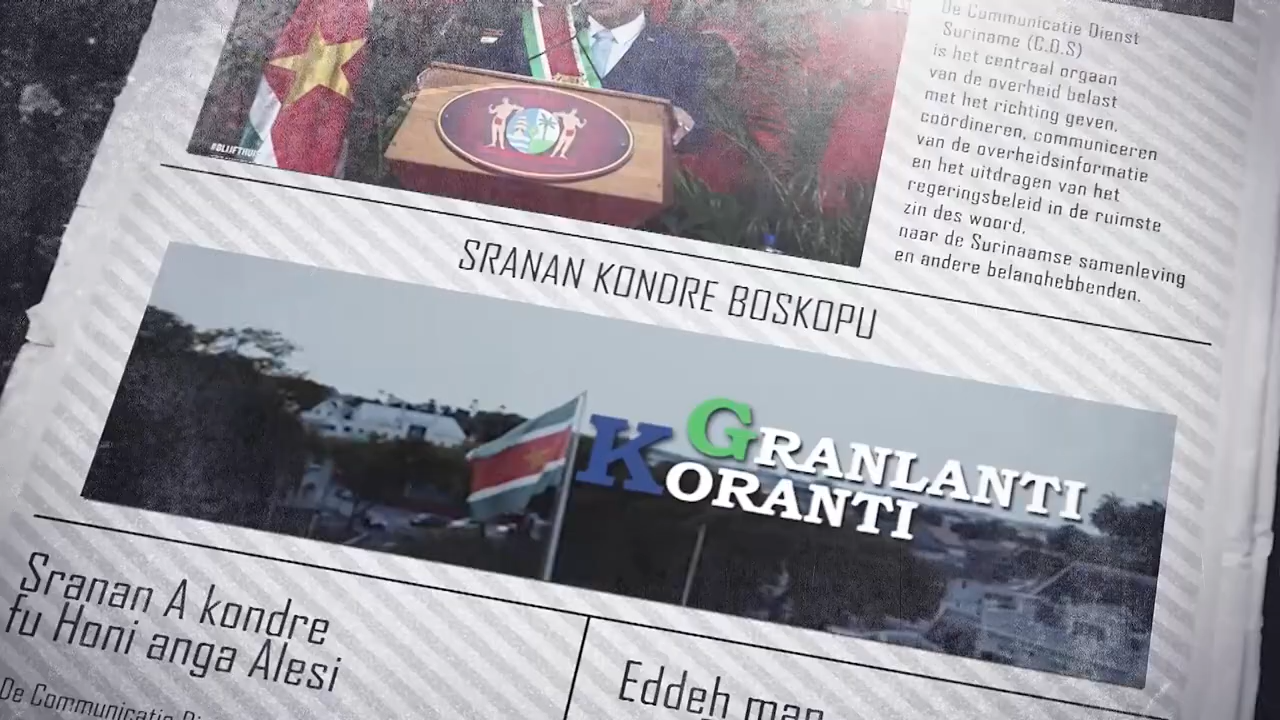 De Communicatie Dienst
Suriname (C.D.S)
is het centraal orgaan
van de overheid belast
met het richting geven,
coördineren, communiceren
van de overheidsinformatie
en het uitdragen van het
regeringsbeleid in de ruimste
zin des woord,
naar de Surinaamse samenleving
en andere belanghebbenden.
SRANAN KONDRE BOSKOPU
GRANLANTI
KORANTI
Sranan A kondre
fu Honi anga Alesi
De Communicatie
Eddeh man